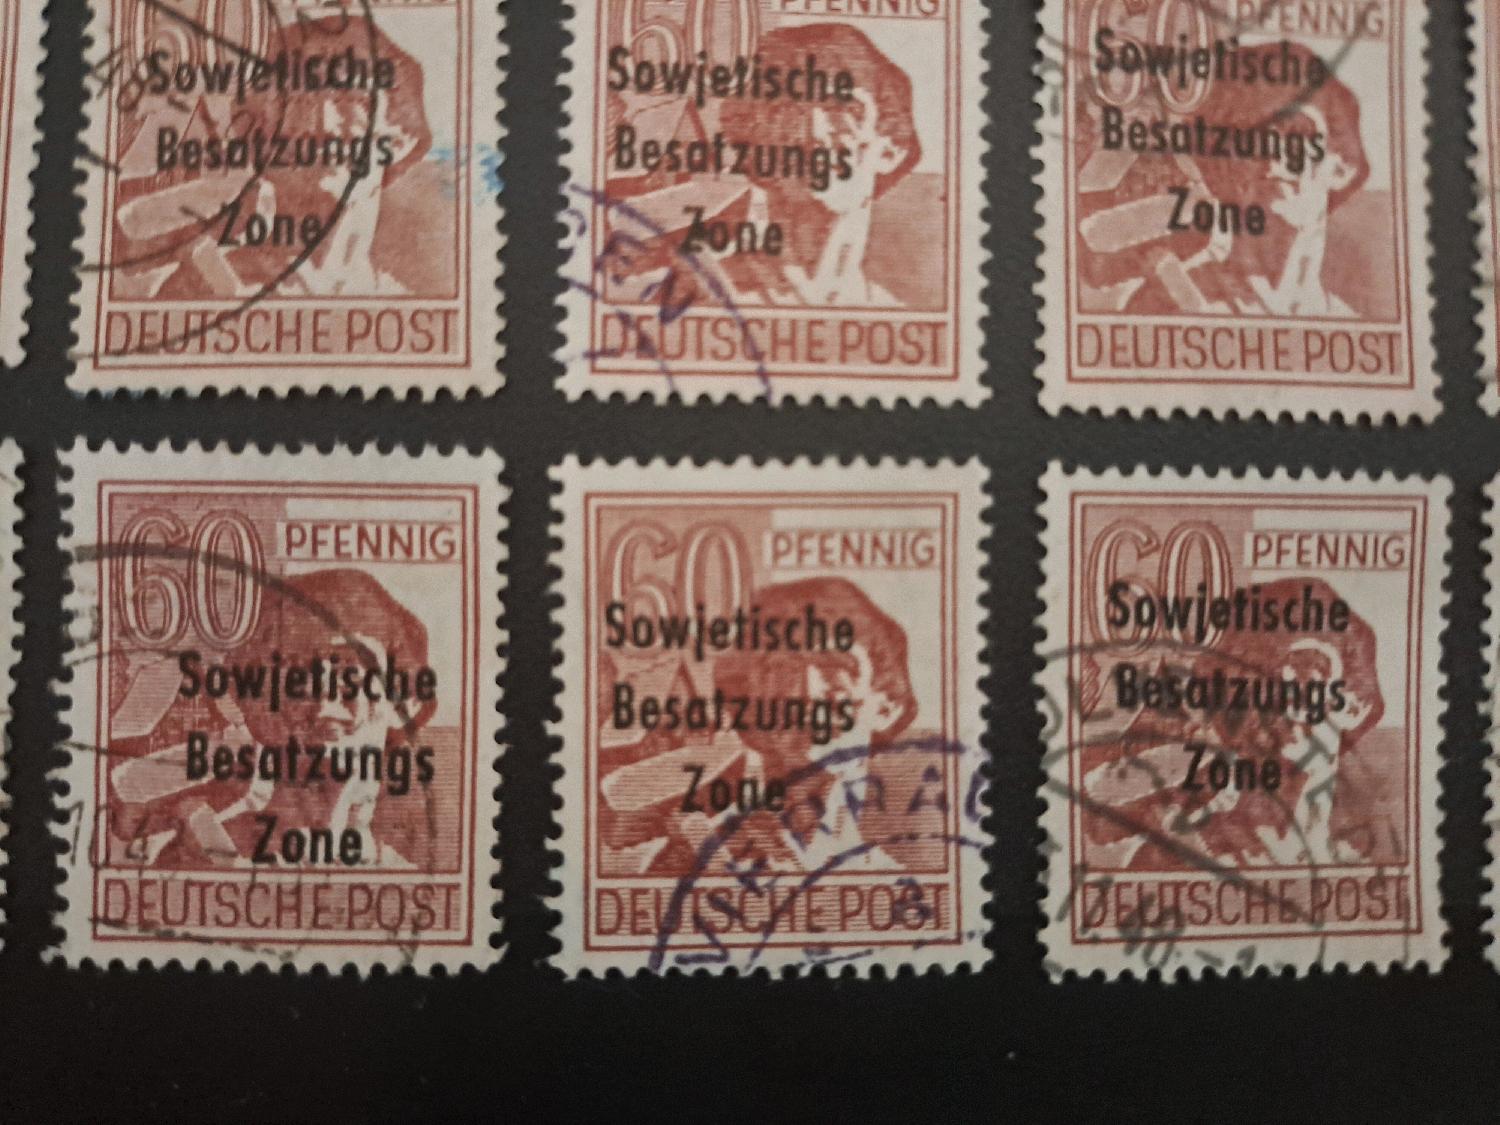 60 PFENNIG
Sowjetische
Besatzungs
Zone
DEUTSCHE POST
60 PFENNIG
Sowjetische
Besatzungs
Zone
DEUTSCHE POST
60 PFENNIG
Sowjetische
Besatzungs
Zone
DEUTSCHE POST
60 PFENNIG
Sowjetische
Besatzungs
Zone
DEUTSCHE POST
60 PFENNIG
Sowjetische
Besatzungs
Zone
DEUTSCHE POST
60 PFENNIG
Sowjetische
Besatzungs
Zone
DEUTSCHE POST